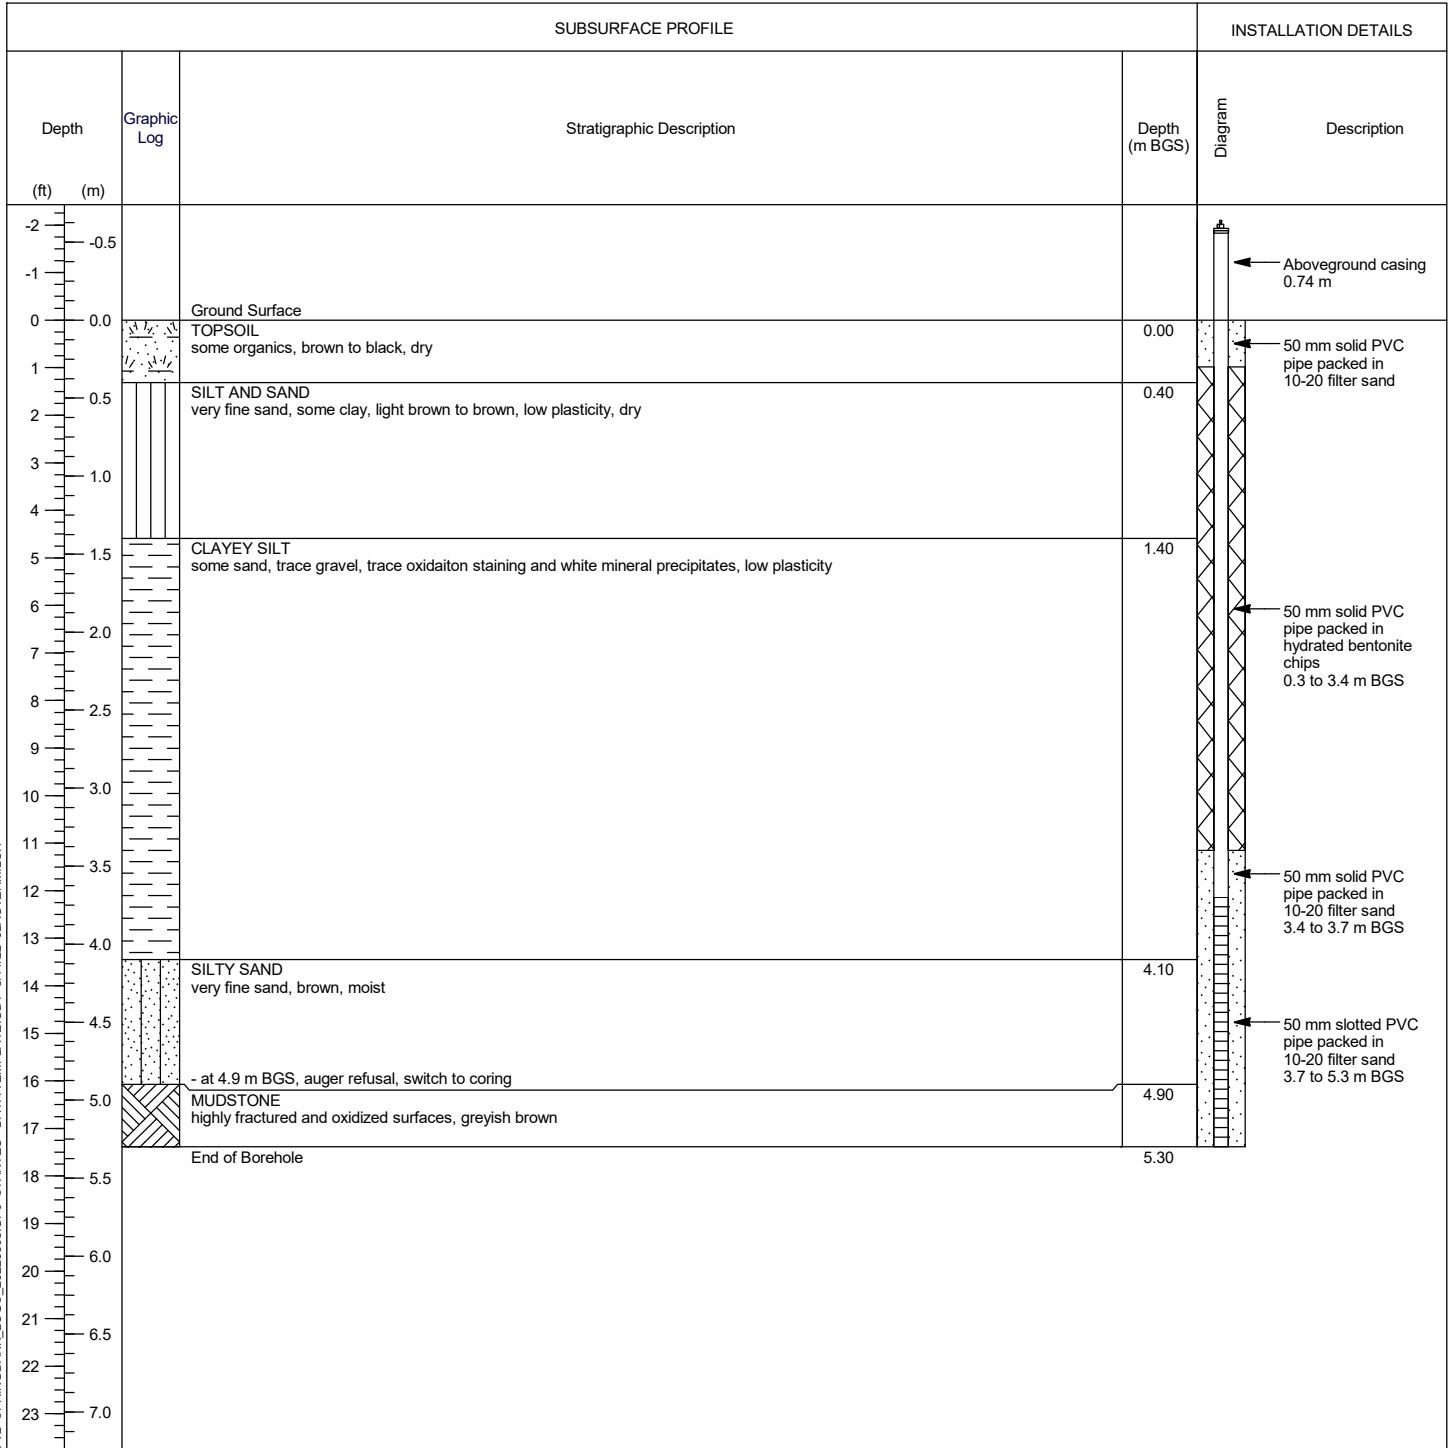 SUBSURFACE PROFILE
INSTALLATION DETAILS
Depth
Graphic
Log
Stratigraphic Description
Depth
(m BGS)
Diagram
Description
(ft)
(m)
-2
-0.5
-1
Aboveground casing
0.74 m
Ground Surface
0
0.0
TOPSOIL
0.00
some organics, brown to black, dry
50 mm solid PVC
pipe packed in
10-20 filter sand
1
0.5
SILT AND SAND
0.40
very fine sand, some clay, light brown to brown, low plasticity, dry
2
3
1.0
4
1.5
CLAYEY SILT
1.40
some sand, trace gravel, trace oxidaiton staining and white mineral precipitates, low plasticity
5
6
50 mm solid PVC
pipe packed in
hydrated bentonite
chips
0.3 to 3.4 m BGS
2.0
7
8
2.5
9
3.0
10
11
3.5
50 mm solid PVC
pipe packed in
10-20 filter sand
3.4 to 3.7 m BGS
12
13
4.0
SILTY SAND
4.10
very fine sand, brown, moist
14
4.5
50 mm slotted PVC
pipe packed in
10-20 filter sand
3.7 to 5.3 m BGS
15
16
- at 4.9 m BGS, auger refusal, switch to coring
5.0
MUDSTONE
4.90
highly fractured and oxidized surfaces, greyish brown
17
End of Borehole
5.30
18
5.5
19
6.0
20
21
6.5
22
23
7.0